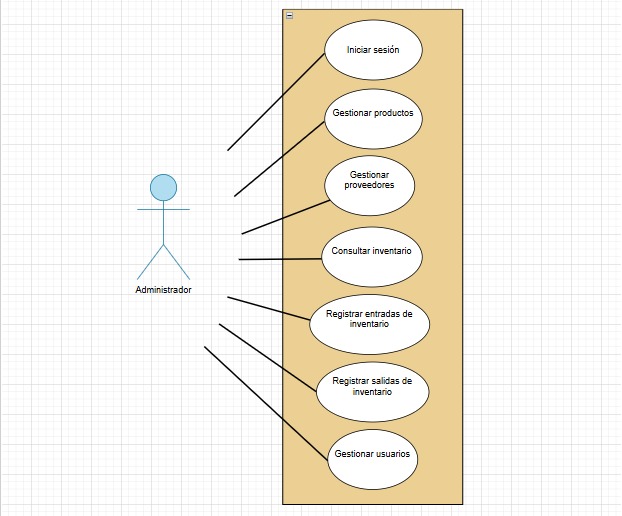 Iniciar sesión
Gestionar productos
Gestionar
proveedores
Consultar inventario
Administrador
Registrar entradas de
inventario
Registrar salidas de
inventario
Gestionar usuarios